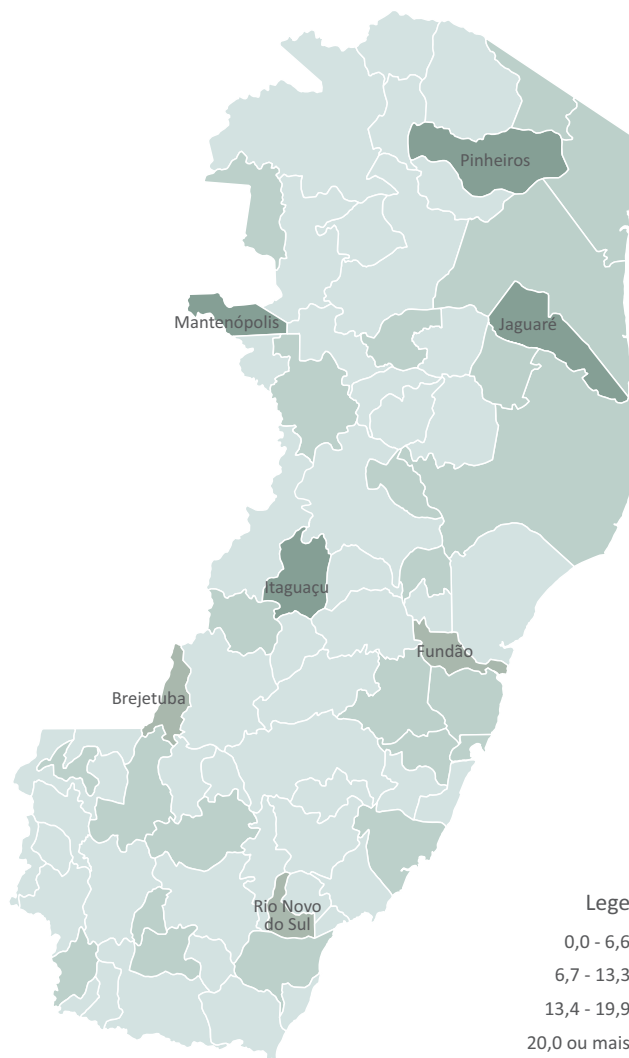 Pinheiros
Mantenópolis
Jaguaré
Itaguaçu
Fundão
Brejetuba
Rio Novo
do Sul
Lege
0,0 - 6,6
6,7 - 13,3
13,4 - 19,9
20,0 ou mais